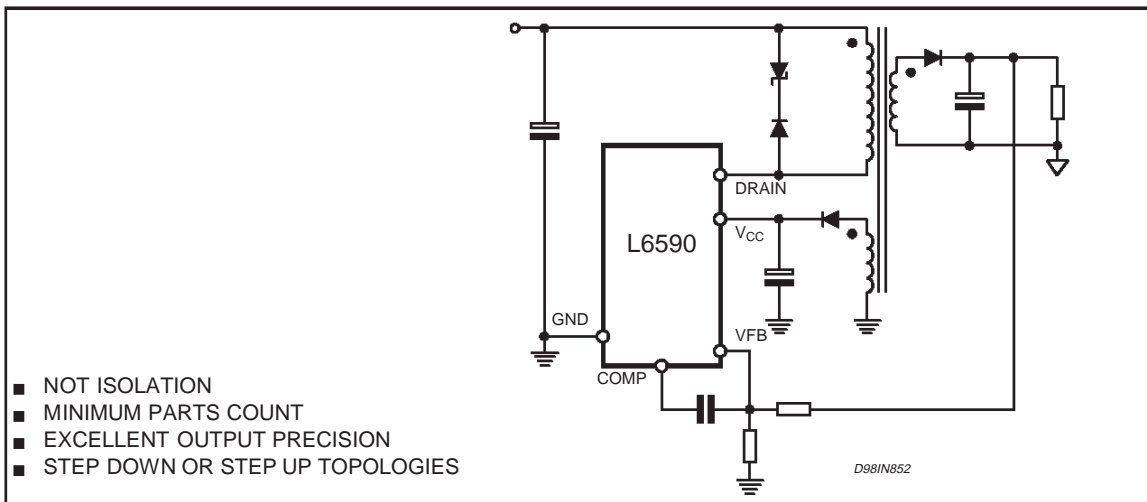 DRAIN
V_CC
L6590
GND
VFB
COMP
■ NOT ISOLATION
■ MINIMUM PARTS COUNT
■ EXCELLENT OUTPUT PRECISION
■ STEP DOWN OR STEP UP TOPOLOGIES
D98IN852